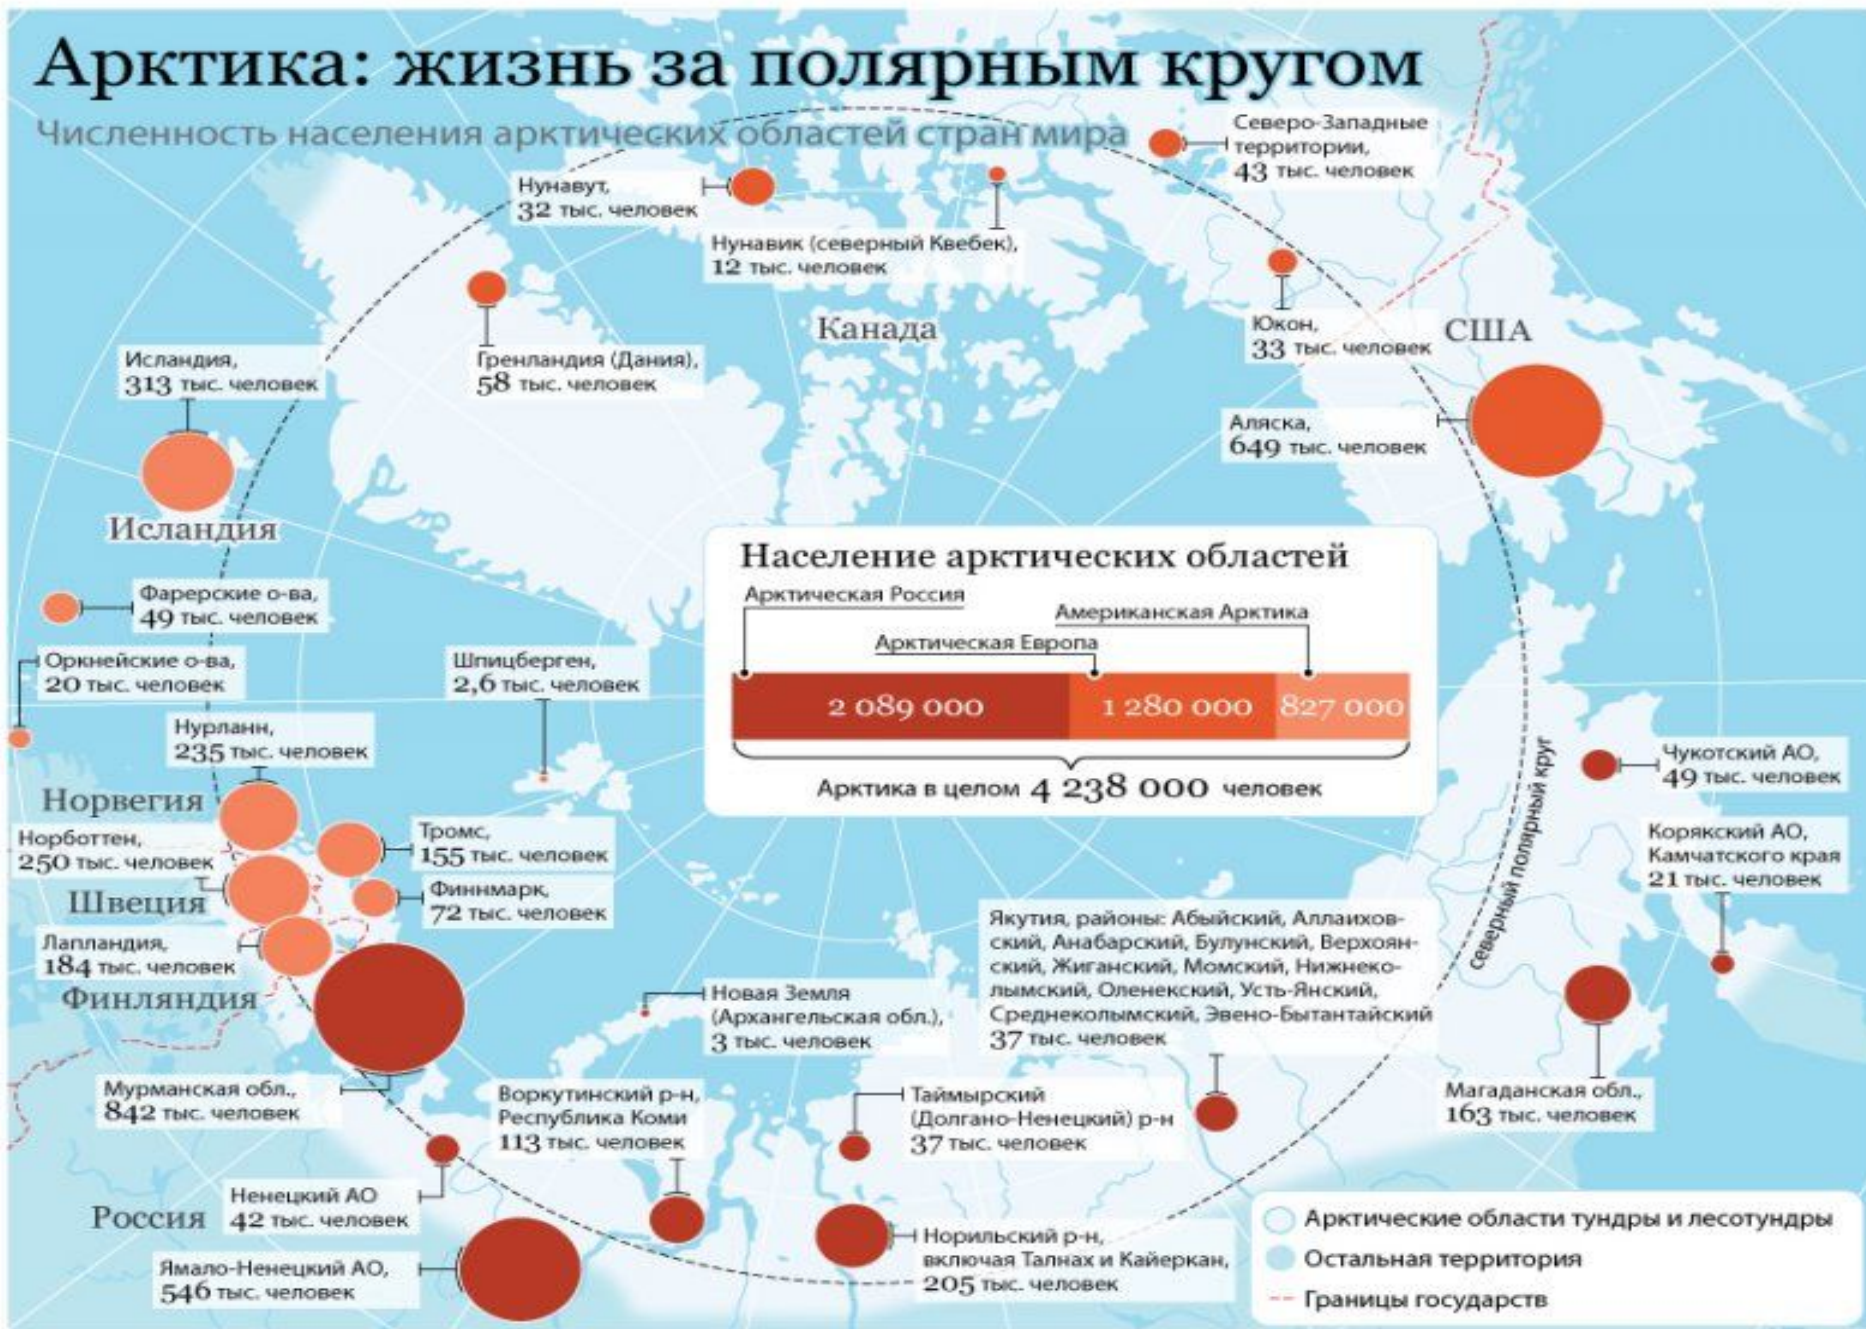 Арктика: жизнь за полярным кругом
Численность населения арктических областей стран мира
Северо-Западные
территории,
43 тыс. человек
Нунавут,
32 тыс. человек
Нунавик (северный Квебек),
12 тыс. человек
Канада
Юкон,
33 тыс. человек
США
Исландия,
313 тыс. человек
Гренландия (Дания),
58 тыс. человек
Аляска,
649 тыс. человек
Исландия
Фарерские о-ва,
49 тыс. человек
Оркнейские о-ва,
20 тыс. человек
Шпицберген,
2,6 тыс. человек
Население арктических областей
Арктическая Россия
Американская Арктика
Арктическая Европа
2 089 000
1 280 000
827 000
Арктика в целом 4 238 000 человек
Нурланн,
235 тыс. человек
Норвегия
Норботтен,
250 тыс. человек
Тромс,
155 тыс. человек
Швеция
Финнмарк,
72 тыс. человек
Лапландия,
184 тыс. человек
Финляндия
северный полярный круг
Чукотский АО,
49 тыс. человек
Корякский АО,
Камчатского края
21 тыс. человек
Якутия, районы: Абыйский, Аллаихов-
ский, Анабарский, Булунский, Верхоян-
ский, Жиганский, Момский, Нижнеко-
лымский, Оленекский, Усть-Янский,
Среднеколымский, Эвено-Бытантайский
37 тыс. человек
Новая Земля
(Архангельская обл.),
3 тыс. человек
Мурманская обл.,
842 тыс. человек
Воркутинский р-н,
Республика Коми
113 тыс. человек
Таймырский
(Долгано-Ненецкий) р-н
37 тыс. человек
Магаданская обл.,
163 тыс. человек
Россия
Ненецкий АО
42 тыс. человек
Ямало-Ненецкий АО,
546 тыс. человек
Норильский р-н,
включая Талнах и Кайеркан,
205 тыс. человек
Арктические области тундры и лесотундры
Остальная территория
Границы государств